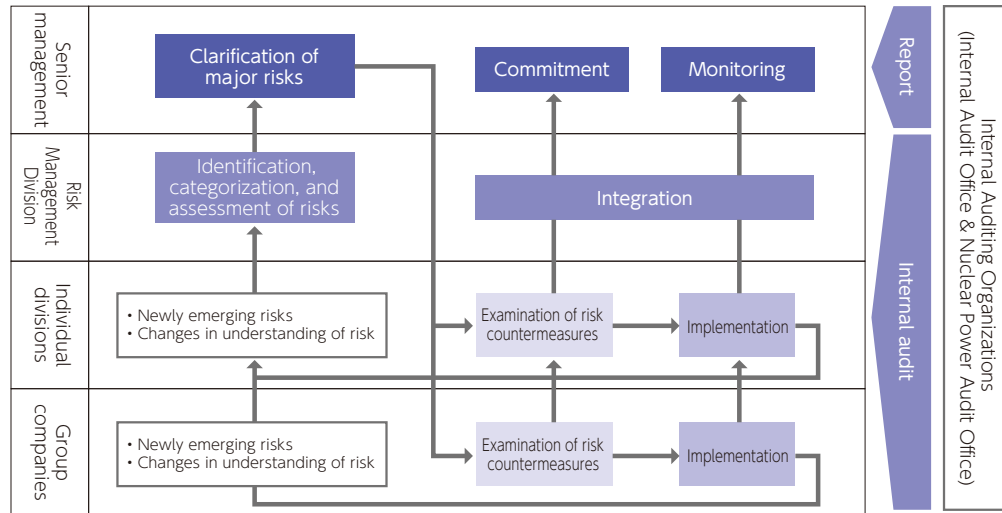 Senior
management
Clarification of
major risks
Commitment
Monitoring
Risk
Management
Division
Identification,
categorization, and
assessment of risks
Integration
Individual
divisions
• Newly emerging risks
• Changes in understanding of risk
Examination of risk
countermeasures
Implementation
Group
companies
• Newly emerging risks
• Changes in understanding of risk
Examination of risk
countermeasures
Implementation
Report
Internal audit
Internal Auditing Organizations
(Internal Audit Office & Nuclear Power Audit Office)